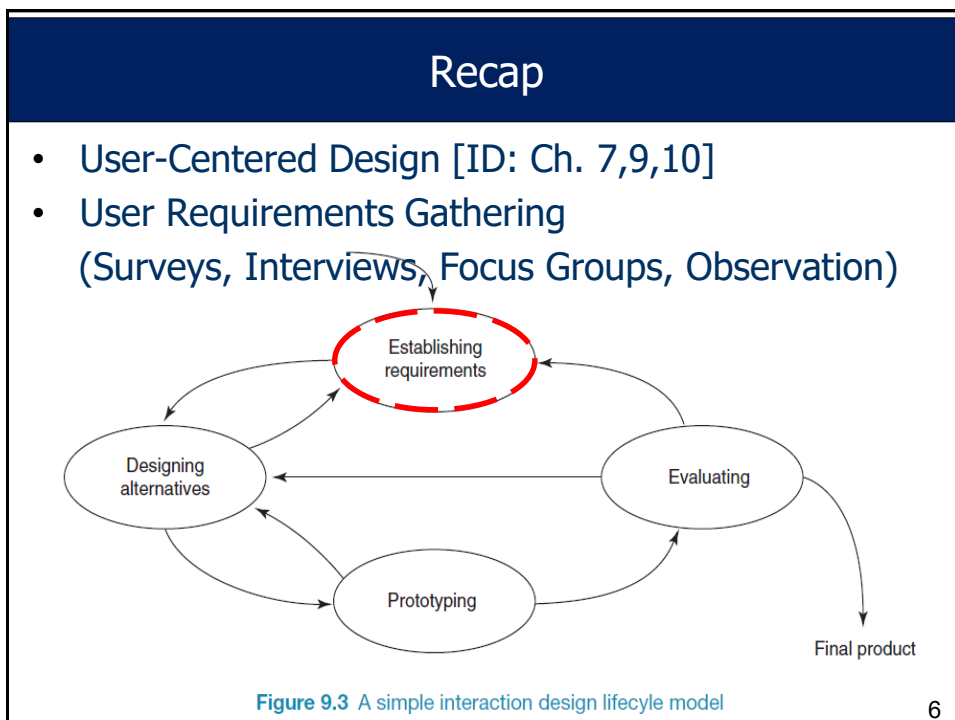 Recap
• User-Centered Design [ID: Ch. 7,9,10]
• User Requirements Gathering
(Surveys, Interviews, Focus Groups, Observation)
Establishing
requirements
Designing
alternatives
Evaluating
Prototyping
Final product
Figure 9.3 A simple interaction design lifecyle model
6